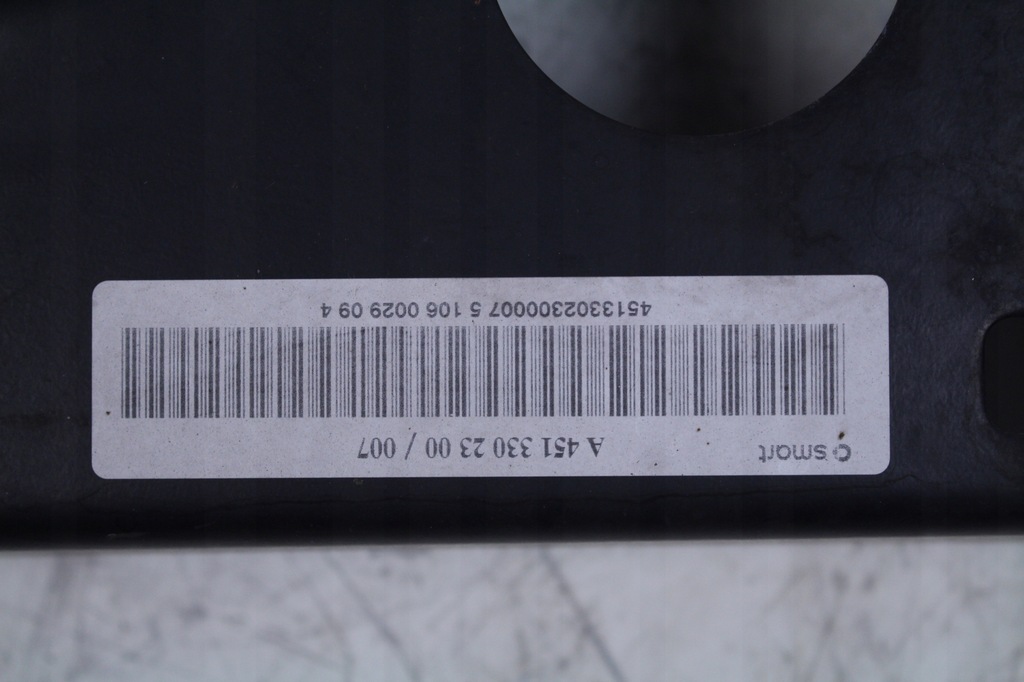 smart A 451 330 23 00 / 007
4513302300007 5 106 0029 09 4